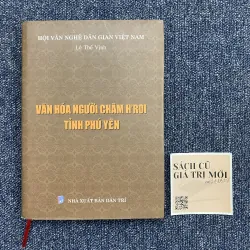 HỘI VĂN NGHỆ DÂN GIAN VIỆT NAM
Lê Thế Vịnh
VĂN HÓA NGƯỜI CHĂM H'ROI
TỈNH PHÚ YÊN
NHÀ XUẤT BẢN DÂN TRÍ
SÁCH CŨ
GIÁ TRỊ MỚI